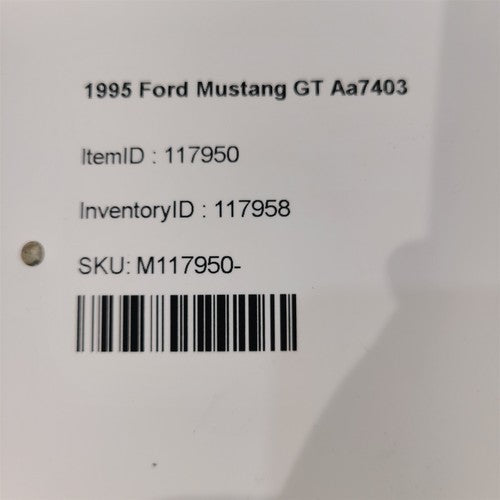 1995 Ford Mustang GT Aa7403
ItemID : 117950
InventoryID : 117958
SKU: M117950-